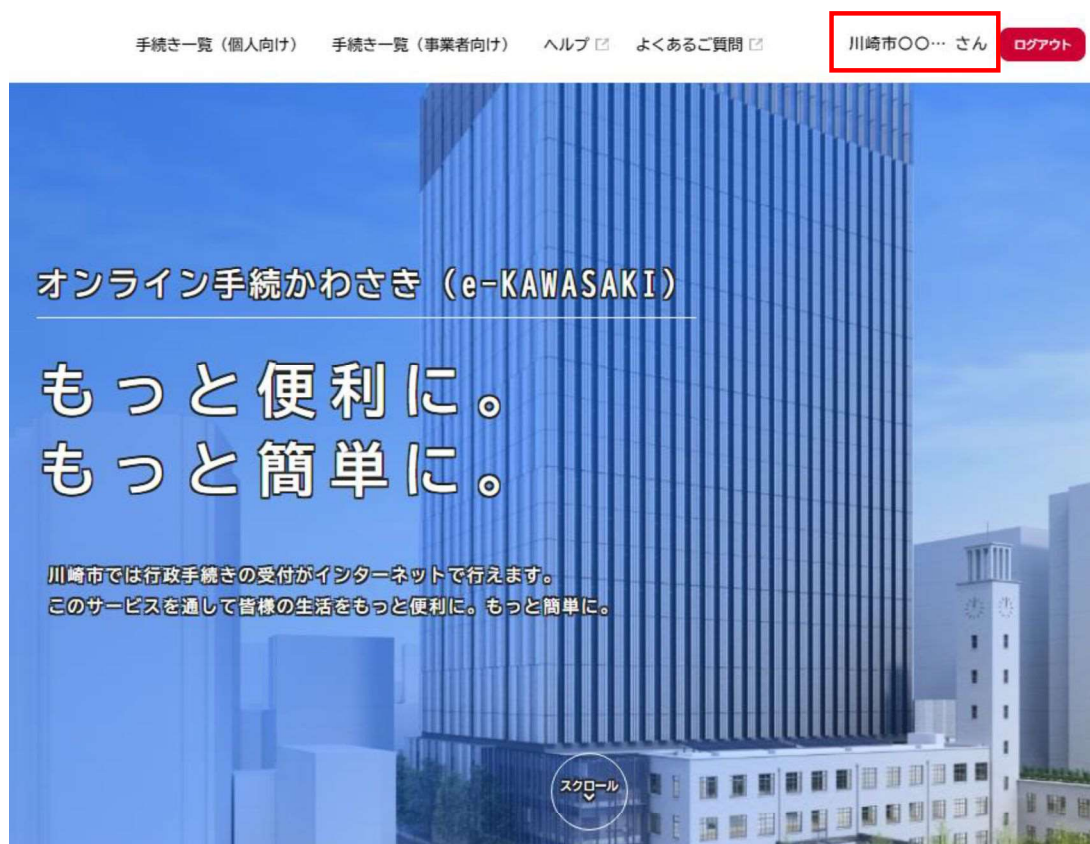 手続き一覧（個人向け） 手続き一覧（事業者向け） ヘルプ よくあるご質問 川崎市〇〇… さん ログアウト
オンライン手続かわさき（e-KAWASAKI）
もっと便利に。
もっと簡単に。
川崎市では行政手続きの受付がインターネットで行えます。
このサービスを通して皆様の生活をもっと便利に。もっと簡単に。
スクロール